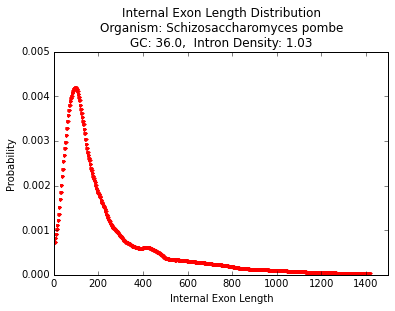 Internal Exon Length Distribution
Organism: Schizosaccharomyces pombe
GC: 36.0,  Intron Density: 1.03
0.005
0.004
0.003
0.002
0.001
0.000
Probability
0 200 400 600 800 1000 1200 1400
Internal Exon Length